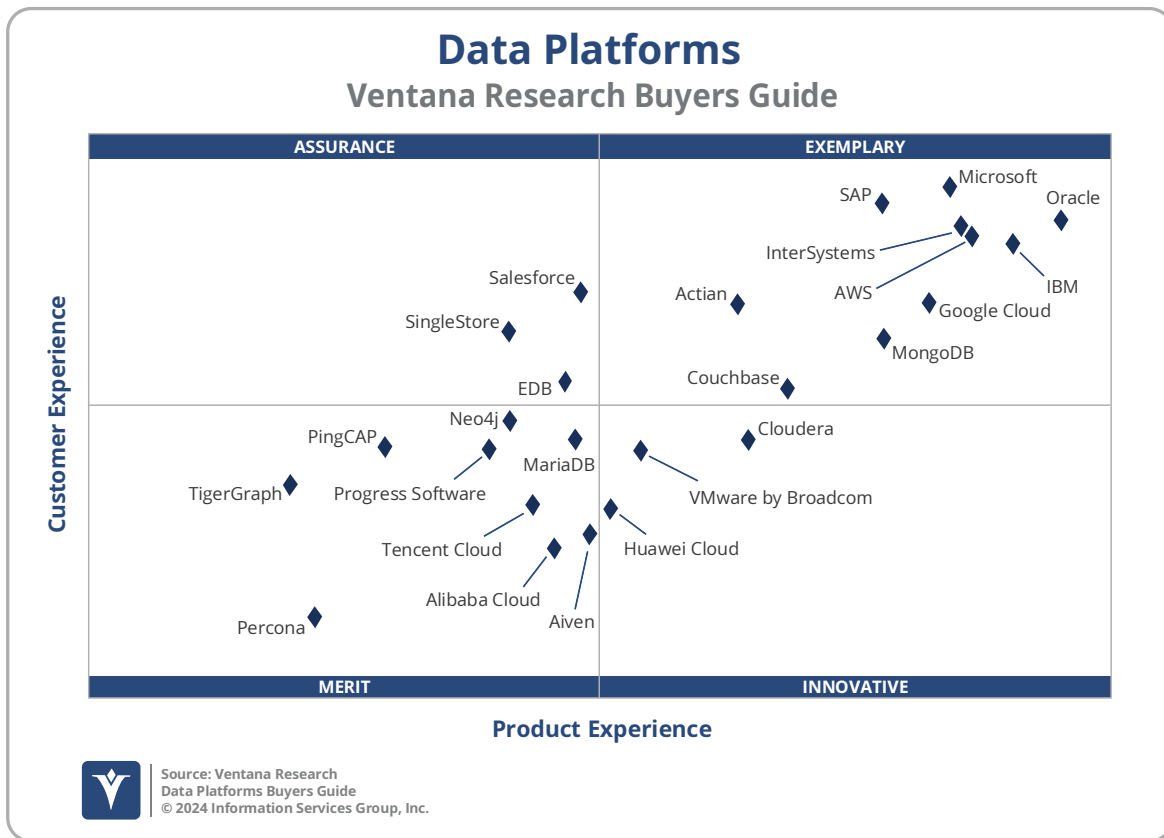 Data Platforms
Ventana Research Buyers Guide
ASSURANCE
EXEMPLARY
Microsoft
SAP
Oracle
InterSystems
AWS
IBM
Salesforce
Actian
Google Cloud
SingleStore
MongoDB
EDB
Couchbase
Customer Experience
Neo4j
Cloudera
PingCAP
MariaDB
TigerGraph
Progress Software
VMware by Broadcom
Tencent Cloud
Huawei Cloud
Alibaba Cloud
Aiven
Percona
MERIT
INNOVATIVE
Product Experience
Source: Ventana Research
Data Platforms Buyers Guide
© 2024 Information Services Group, Inc.